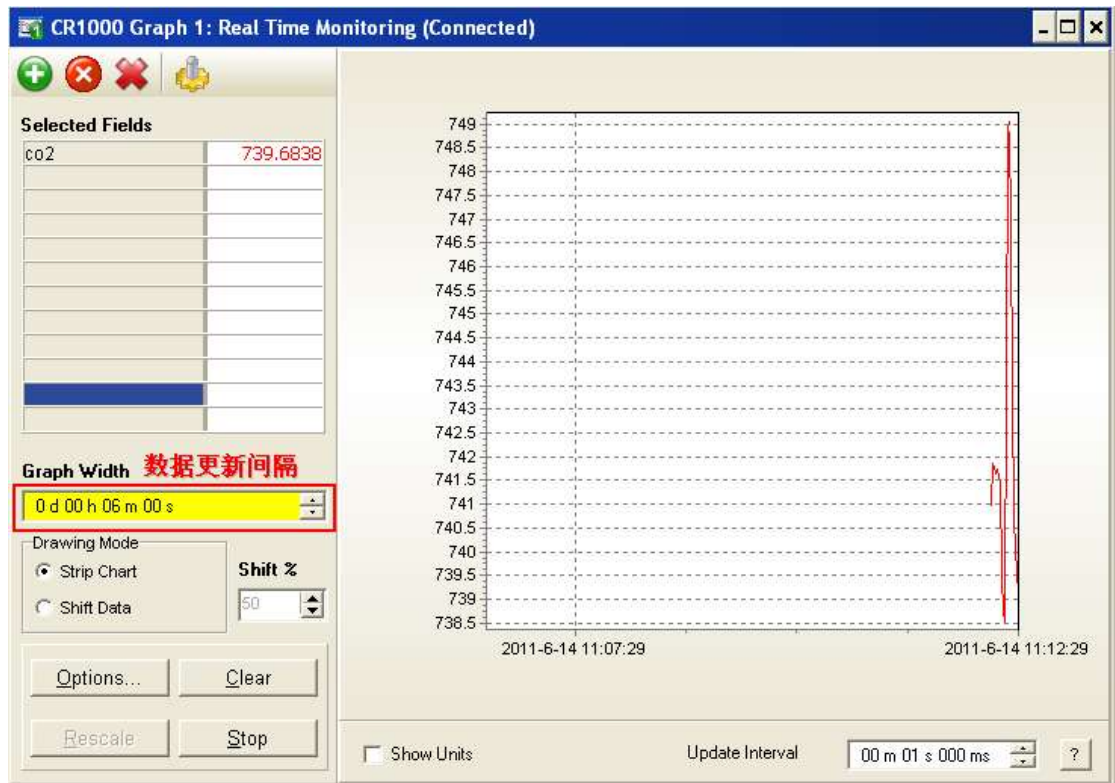 CR1000 Graph 1: Real Time Monitoring (Connected)
Selected Fields
co2 739.6838
Graph Width 数据更新间隔
0 d 00 h 06 m 00 s
Drawing Mode
Strip Chart
Shift Data
Shift %
50
Options...
Clear
Rescale
Stop
749
748.5
748
747.5
747
746.5
746
745.5
745
744.5
744
743.5
743
742.5
742
741.5
741
740.5
740
739.5
739
738.5
2011-6-14 11:07:29
2011-6-14 11:12:29
Show Units
Update Interval
00 m 01 s 000 ms
?